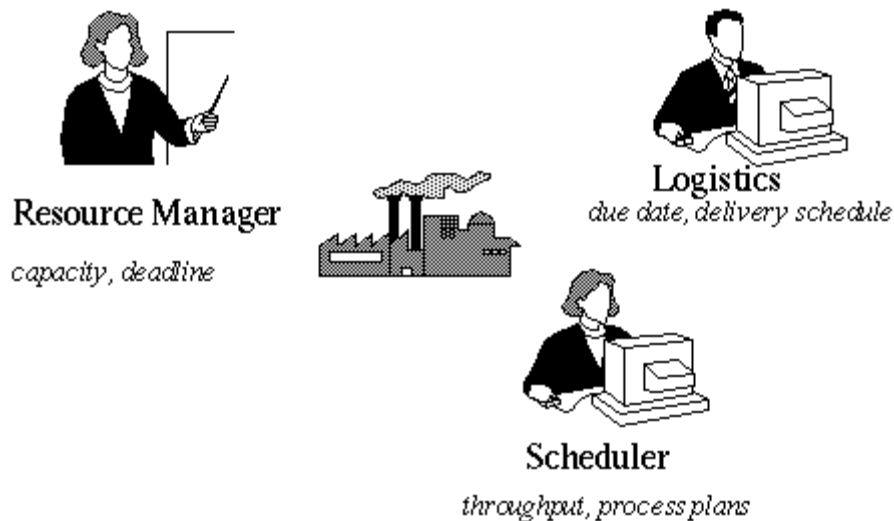 Resource Manager
capacity, deadline
Logistics
due date, delivery schedule
Scheduler
throughput, process plans